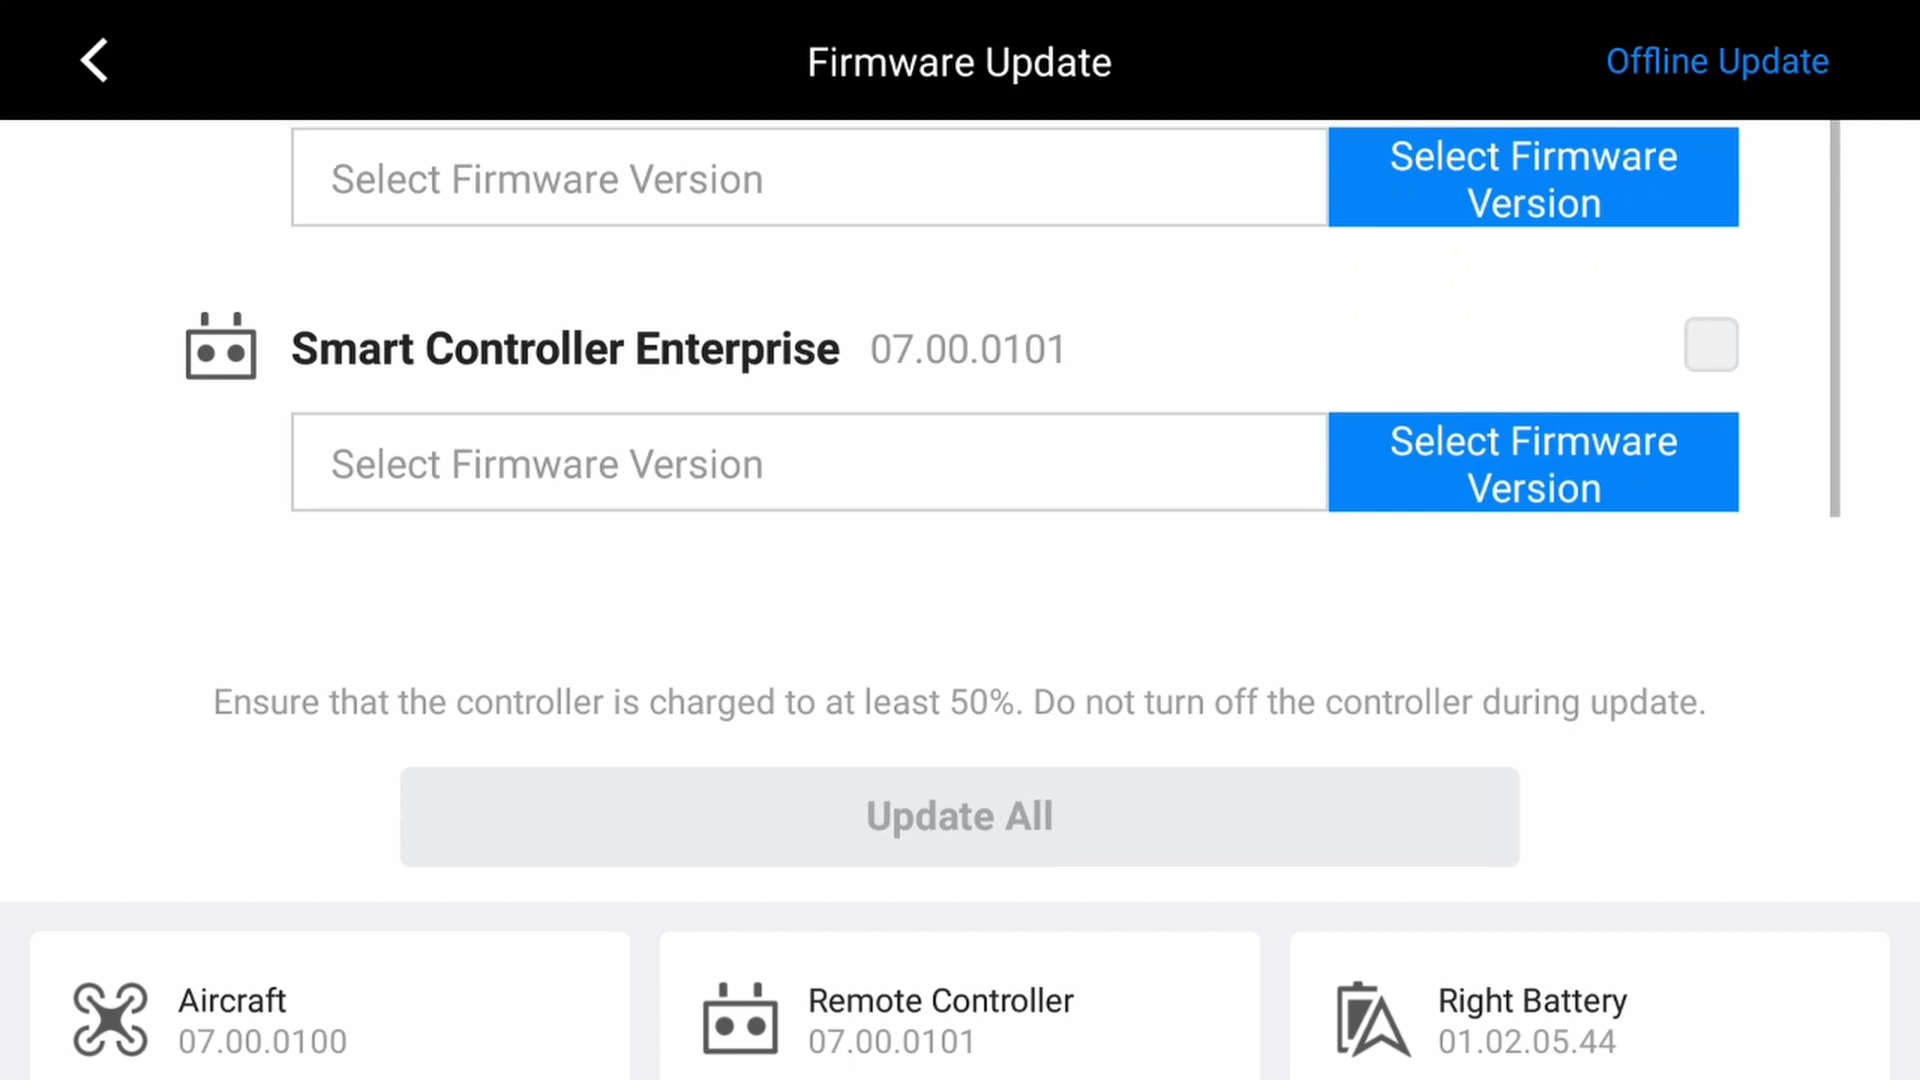 Firmware Update
Offline Update
Select Firmware Version
Select Firmware
Version
Smart Controller Enterprise 07.00.0101
Select Firmware Version
Select Firmware
Version
Ensure that the controller is charged to at least 50%. Do not turn off the controller during update.
Update All
Aircraft
07.00.0100
Remote Controller
07.00.0101
Right Battery
01.02.05.44